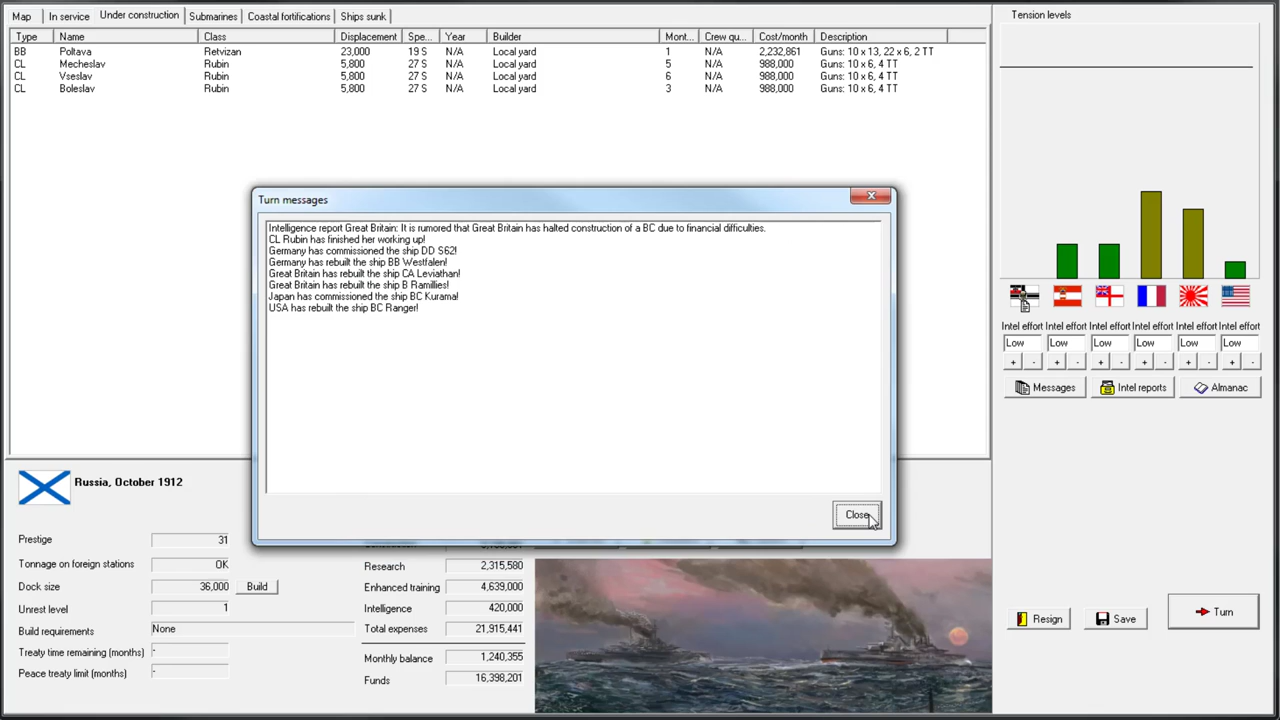 Map In service Under construction Submarines Coastal fortifications Ships sunk
Type Name Class Displacement Spe... Year Builder Mont... Crew qu... Cost/month Description
BB Poltava Retvizan 23,000 19 S N/A Local yard 1 N/A 2,232,861 Guns: 10 x 13, 22 x 6, 2 TT
CL Mecheslav Rubin 5,800 27 S N/A Local yard 5 N/A 988,000 Guns: 10 x 6, 4 TT
CL Vseslav Rubin 5,800 27 S N/A Local yard 6 N/A 988,000 Guns: 10 x 6, 4 TT
CL Boleslav Rubin 5,800 27 S N/A Local yard 3 N/A 988,000 Guns: 10 x 6, 4 TT
Turn messages
Intelligence report Great Britain: It is rumored that Great Britain has halted construction of a BC due to financial difficulties.
CL Rubin has finished her working up!
Germany has commissioned the ship DD S62!
Germany has rebuilt the ship BB Westfalen!
Great Britain has rebuilt the ship CA Leviathan!
Great Britain has rebuilt the ship B Ramillies!
Japan has commissioned the ship BC Kurama!
USA has rebuilt the ship BC Ranger!
Close
Tension levels
Intel effort Intel effort Intel effort Intel effort Intel effort Intel effort
Low Low Low Low Low Low
+ - + - + - + - + - + -
Messages Intel reports Almanac
Russia, October 1912
Prestige 31
Tonnage on foreign stations OK
Dock size 36,000 Build
Unrest level 1
Build requirements None
Treaty time remaining (months) -
Peace treaty limit (months) -
Research 2,315,580
Enhanced training 4,639,000
Intelligence 420,000
Total expenses 21,915,441
Monthly balance 1,240,355
Funds 16,398,201
Resign Save Turn